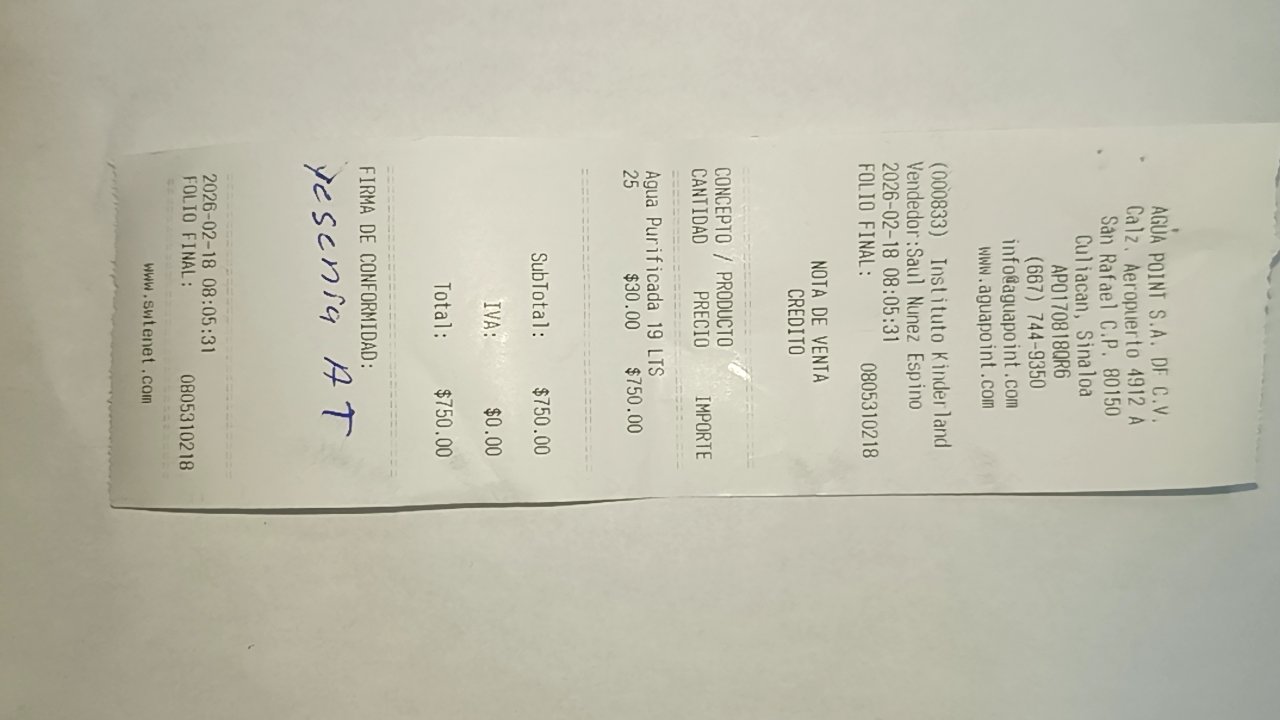 AGUA POINT S.A. DE C.V.
Calz. Aeropuerto 4912 A
San Rafael C.P. 80150
Culiacan, Sinaloa
APO170818QR6
(667) 744-9350
info@aguapoint.com
www.aguapoint.com
(000833) Instituto Kinderland
Vendedor:Saul Nunez Espino
2026-02-18 08:05:31
FOLIO FINAL: 0805310218
NOTA DE VENTA
CREDITO
CONCEPTO / PRODUCTO
CANTIDAD PRECIO IMPORTE
Agua Purificada 19 LTS
25 $30.00 $750.00
SubTotal: $750.00
IVA: $0.00
Total: $750.00
FIRMA DE CONFORMIDAD:
Yesenia A T
2026-02-18 08:05:31
FOLIO FINAL: 0805310218
www.swtenet.com